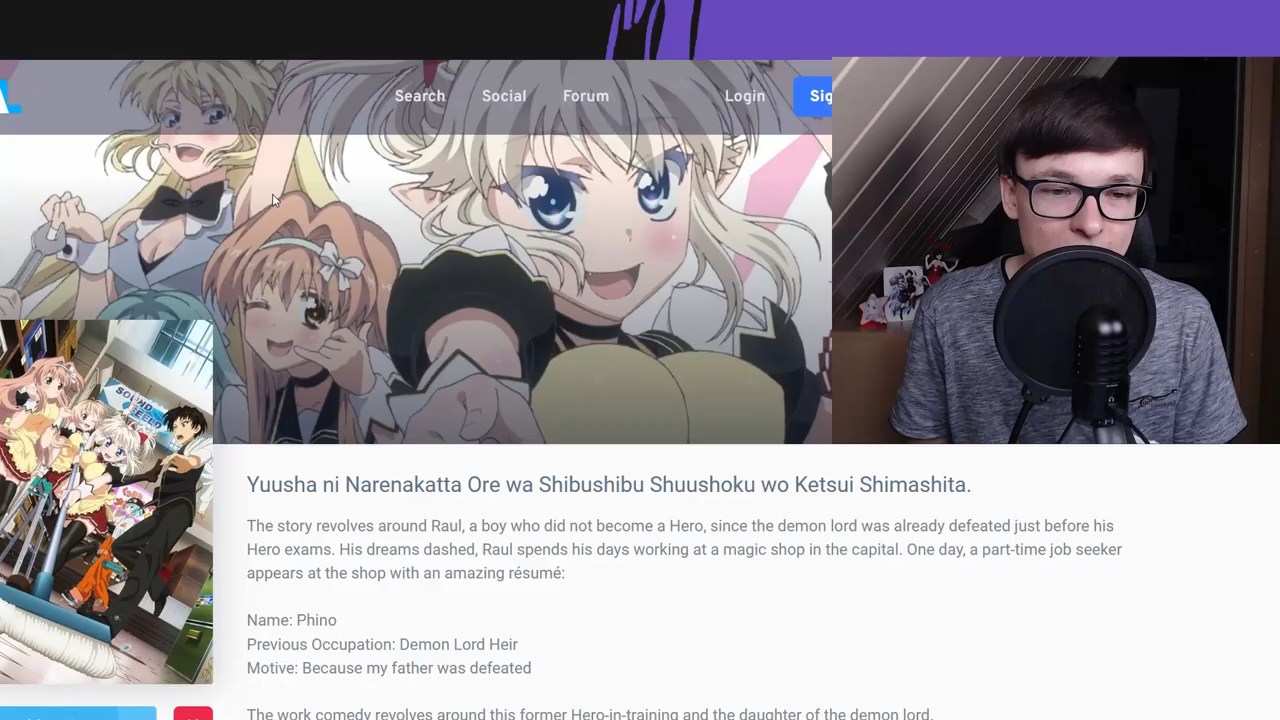 Search Social Forum Login Sig
SOUND
Yuusha ni Narenakatta Ore wa Shibushibu Shuushoku wo Ketsui Shimashita.
The story revolves around Raul, a boy who did not become a Hero, since the demon lord was already defeated just before his
Hero exams. His dreams dashed, Raul spends his days working at a magic shop in the capital. One day, a part-time job seeker
appears at the shop with an amazing résumé:
Name: Phino
Previous Occupation: Demon Lord Heir
Motive: Because my father was defeated
The work comedy revolves around this former Hero-in-training and the daughter of the demon lord.